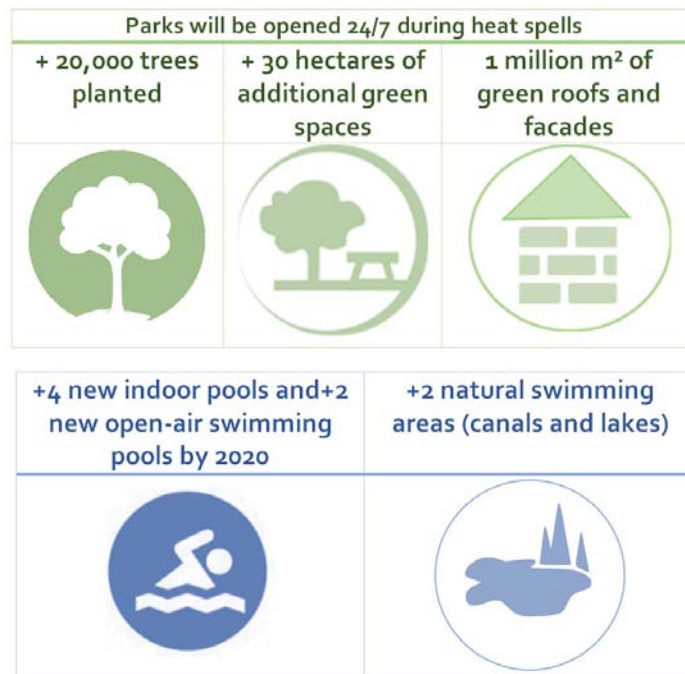 Parks will be opened 24/7 during heat spells
+ 20,000 trees
planted
+ 30 hectares of
additional green
spaces
1 million m² of
green roofs and
facades
+4 new indoor pools and+2
new open-air swimming
pools by 2020
+2 natural swimming
areas (canals and lakes)